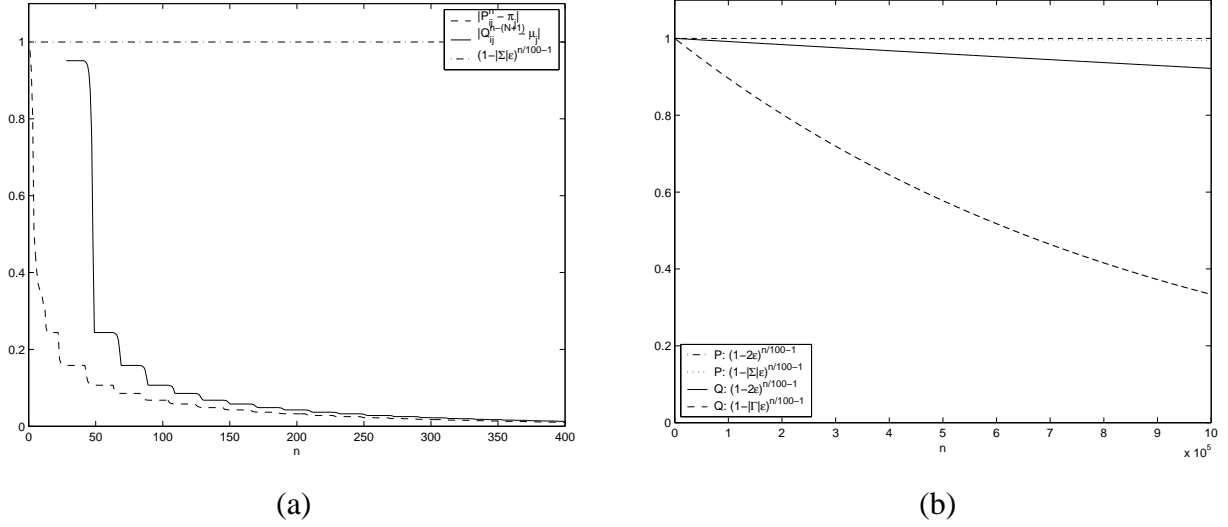 |P^n_ij − π_j|
|Q^{n−(N+1)}_ij − μ_j|
(1−|Σ|ε)^{n/100−1}
1
0.8
0.6
0.4
0.2
0
0 50 100 150 200 250 300 350 400
n
(a)
1
0.8
0.6
0.4
0.2
0
P: (1−2ε)^{n/100−1}
P: (1−|Σ|ε)^{n/100−1}
Q: (1−2ε)^{n/100−1}
Q: (1−|Γ|ε)^{n/100−1}
0 1 2 3 4 5 6 7 8 9 10
n
x 10^5
(b)